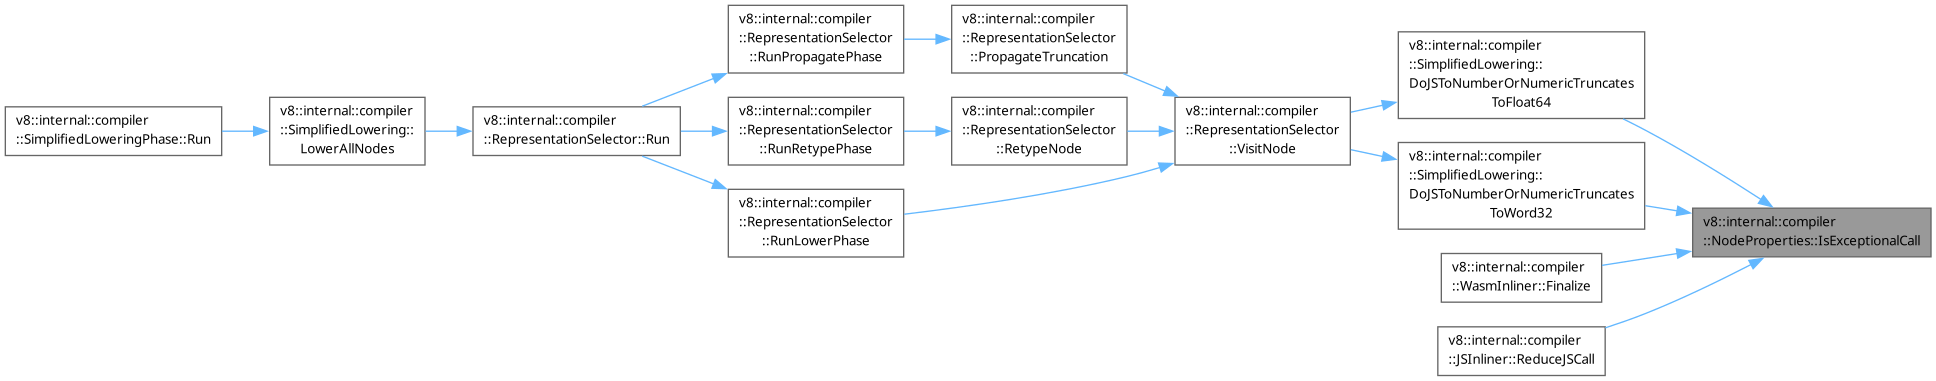 v8::internal::compiler
::SimplifiedLoweringPhase::Run
v8::internal::compiler
::SimplifiedLowering::
LowerAllNodes
v8::internal::compiler
::RepresentationSelector::Run
v8::internal::compiler
::RepresentationSelector
::RunPropagatePhase
v8::internal::compiler
::RepresentationSelector
::RunRetypePhase
v8::internal::compiler
::RepresentationSelector
::RunLowerPhase
v8::internal::compiler
::RepresentationSelector
::PropagateTruncation
v8::internal::compiler
::RepresentationSelector
::RetypeNode
v8::internal::compiler
::RepresentationSelector
::VisitNode
v8::internal::compiler
::SimplifiedLowering::
DoJSToNumberOrNumericTruncates
ToFloat64
v8::internal::compiler
::SimplifiedLowering::
DoJSToNumberOrNumericTruncates
ToWord32
v8::internal::compiler
::WasmInliner::Finalize
v8::internal::compiler
::JSInliner::ReduceJSCall
v8::internal::compiler
::NodeProperties::IsExceptionalCall